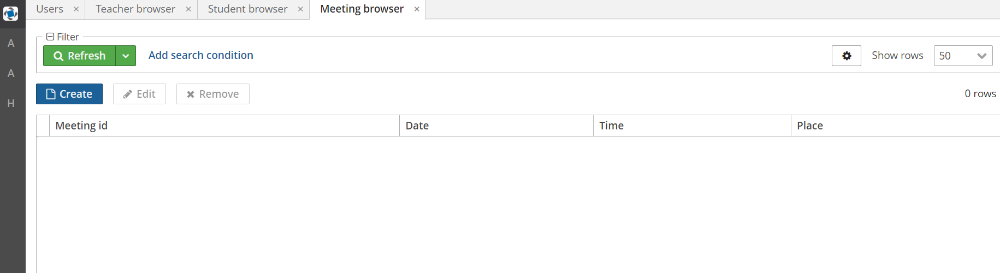 Users × Teacher browser × Student browser × Meeting browser ×
A
A
H
Filter
Refresh Add search condition Show rows 50
Create Edit Remove 0 rows
Meeting id Date Time Place